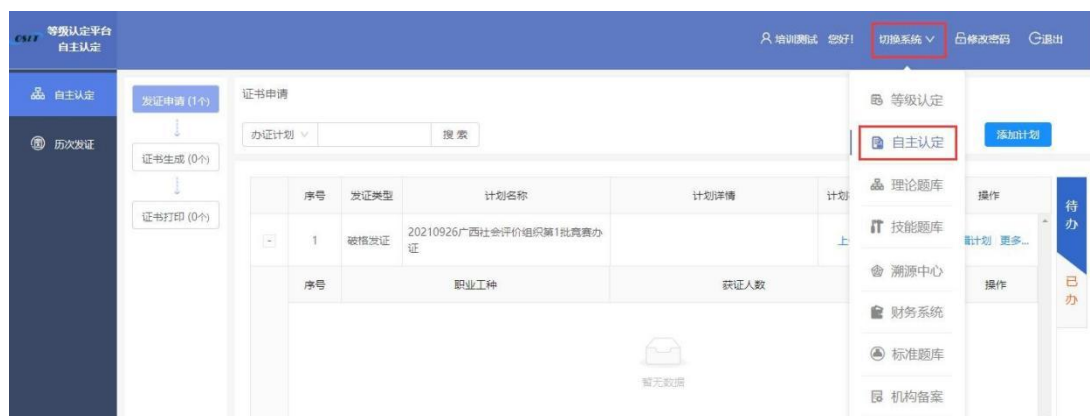 CSLT 等级认定平台
自主认定
培训测试 您好!
切换系统
修改密码
退出
自主认定
历次发证
发证申请 (1个)
证书生成 (0个)
证书打印 (0个)
证书申请
办证计划
搜索
添加计划
等级认定
自主认定
理论题库
技能题库
溯源中心
财务系统
标准题库
机构备案
序号 发证类型 计划名称 计划详情 计划 操作
1 破格发证 20210926广西社会评价组织第1批竞赛办
证
上 计划 更多...
序号 职业工种 获证人数 操作
暂无数据
待办
已办